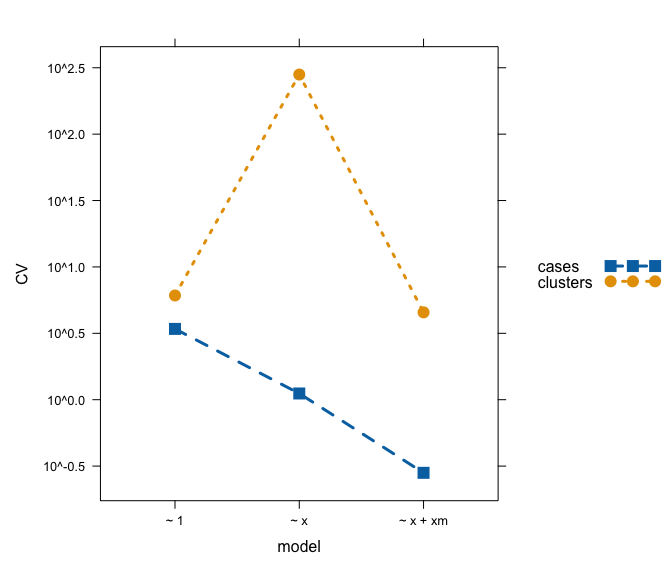 10^2.5
10^2.0
10^1.5
10^1.0
10^0.5
10^0.0
10^-0.5
CV
~ 1
~ x
~ x + xm
model
cases
clusters